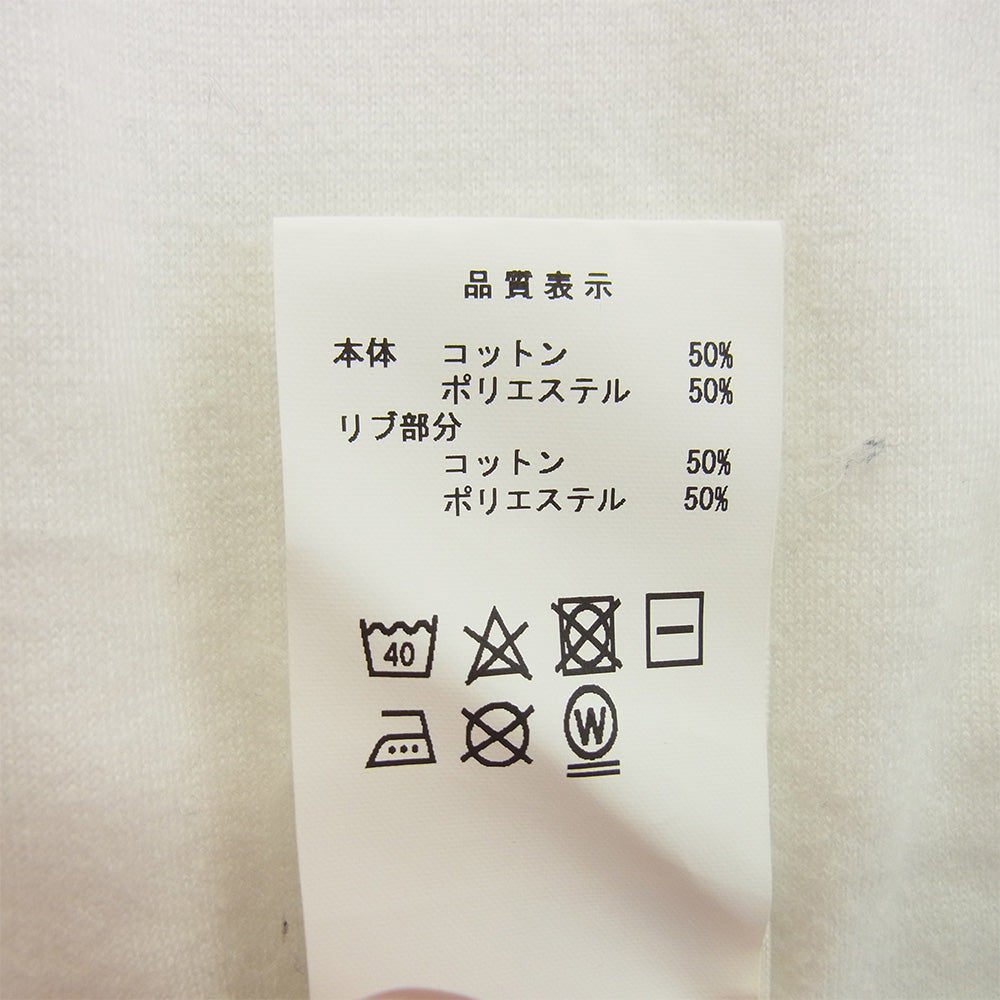 品質表示
本体 コットン 50%
ポリエステル 50%
リブ部分
コットン 50%
ポリエステル 50%
40
W